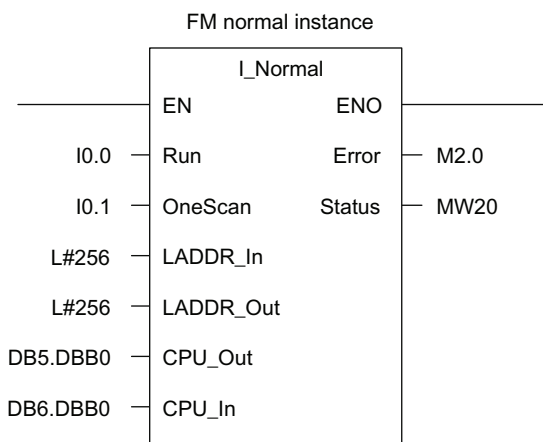 FM normal instance
I_Normal
EN ENO
I0.0 Run Error M2.0
I0.1 OneScan Status MW20
L#256 LADDR_In
L#256 LADDR_Out
DB5.DBB0 CPU_Out
DB6.DBB0 CPU_In